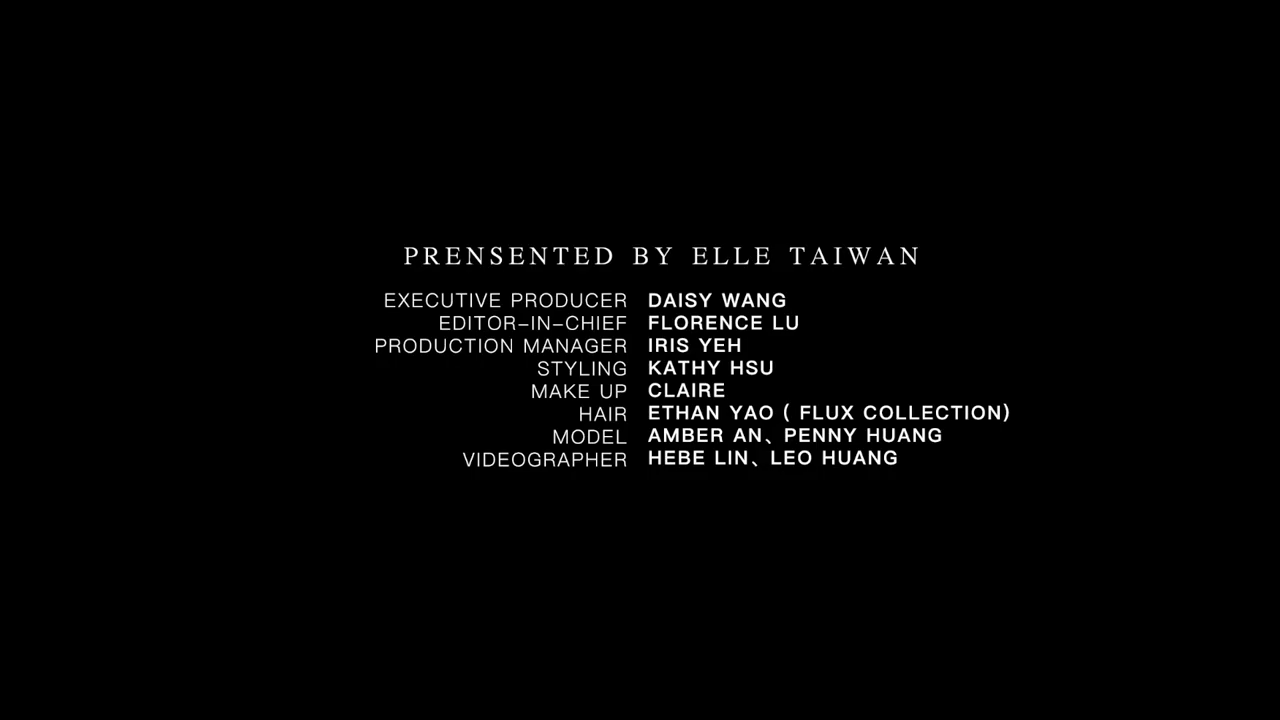 PRENSENTED BY ELLE TAIWAN
EXECUTIVE PRODUCER DAISY WANG
EDITOR–IN–CHIEF FLORENCE LU
PRODUCTION MANAGER IRIS YEH
STYLING KATHY HSU
MAKE UP CLAIRE
HAIR ETHAN YAO ( FLUX COLLECTION)
MODEL AMBER AN、PENNY HUANG
VIDEOGRAPHER HEBE LIN、LEO HUANG